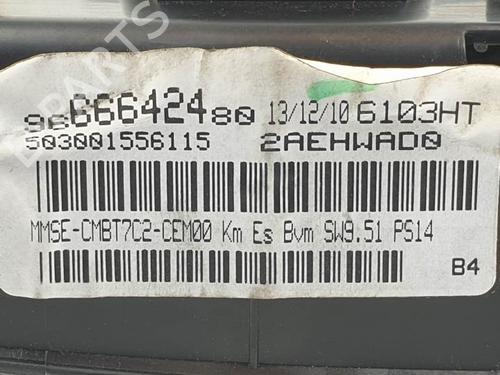 9666642480 13/12/10 6103HT
503001556115 2AEHWAD0
MMSE-CMBT7C2-CEM00 Km Es Bvm SW9.51 PS14
B4